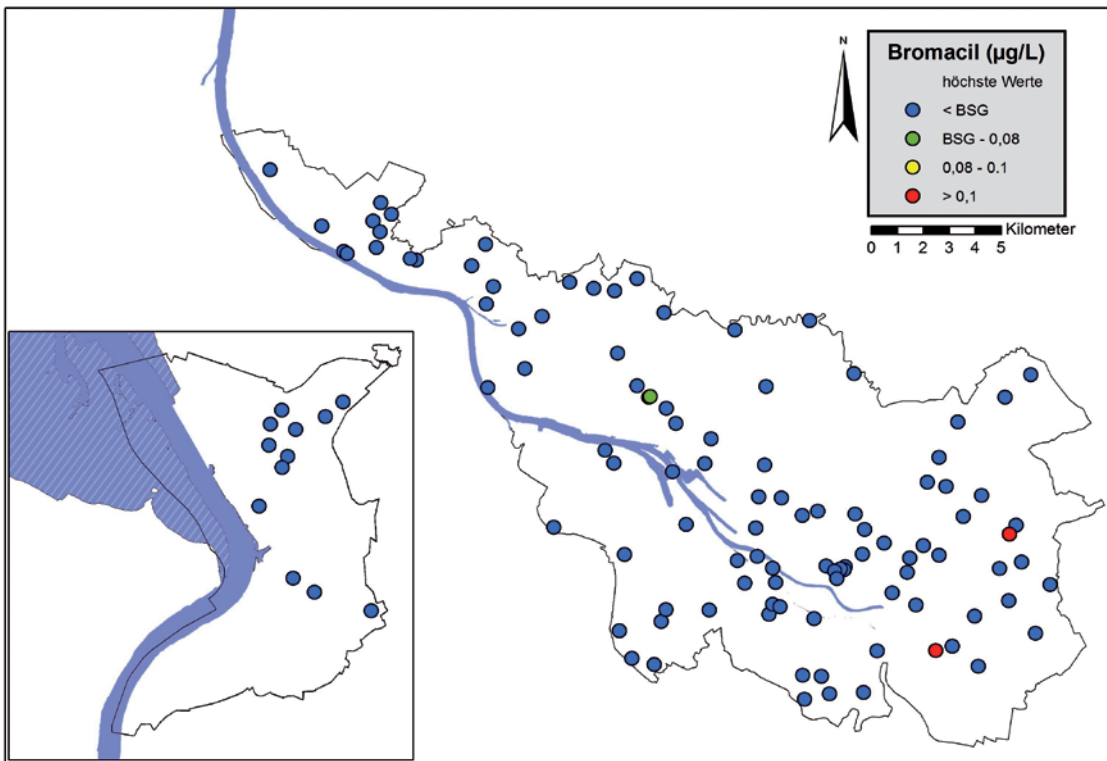 N
Bromacil (µg/L)
höchste Werte
< BSG
BSG - 0,08
0,08 - 0.1
> 0,1
Kilometer
0 1 2 3 4 5